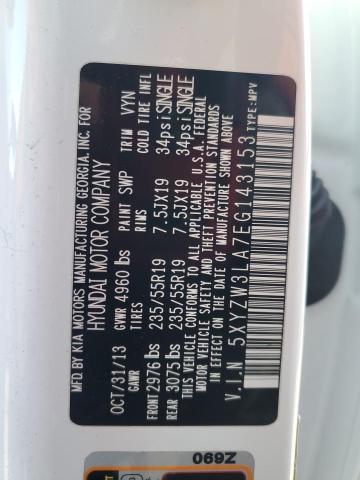 MFD.BY KIA MOTORS MANUFACTURING GEORGIA, INC. FOR
HYUNDAI MOTOR COMPANY
OCT/31/13 GVWR 4960 lbs PAINT SWP TRIM VYN
GAWR TIRES RIMS COLD TIRE INFL
FRONT 2976 lbs 235/55R19 7.5JX19 34psi SINGLE
REAR 3075 lbs 235/55R19 7.5JX19 34psi SINGLE
THIS VEHICLE CONFORMS TO ALL APPLICABLE U.S.A. FEDERAL
MOTOR VEHICLE SAFETY AND THEFT PREVENTION STANDARDS
IN EFFECT ON THE DATE OF MANUFACTURE SHOWN ABOVE.
V.I.N 5XYZW3LA7EG143153 TYPE:MPV
069Z